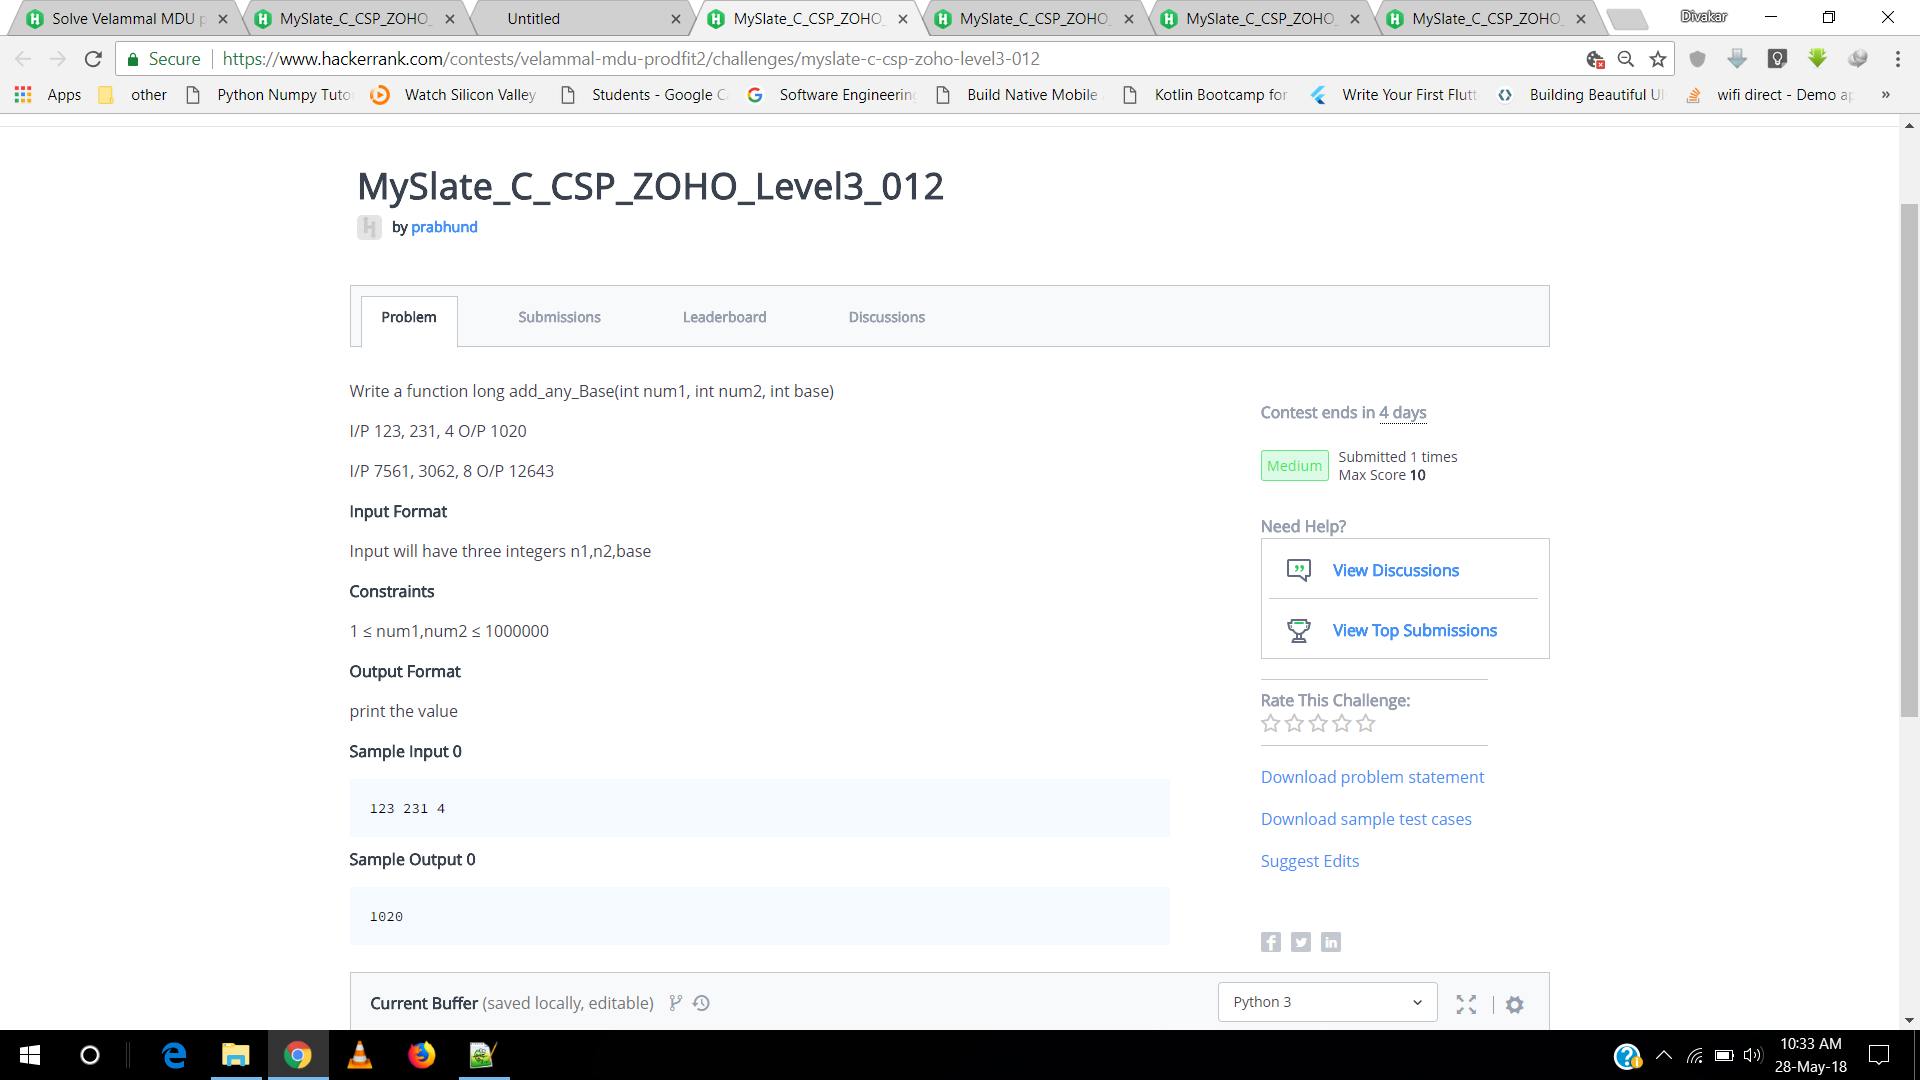 Solve Velammal MDU p
MySlate_C_CSP_ZOHO_
Untitled
MySlate_C_CSP_ZOHO_
MySlate_C_CSP_ZOHO_
MySlate_C_CSP_ZOHO_
MySlate_C_CSP_ZOHO_
Divakar
Secure
https://www.hackerrank.com/contests/velammal-mdu-prodfit2/challenges/myslate-c-csp-zoho-level3-012
Apps
other
Python Numpy Tuto
Watch Silicon Valley
Students - Google C
Software Engineerin
Build Native Mobile
Kotlin Bootcamp for
Write Your First Flutt
Building Beautiful UI
wifi direct - Demo ap
»
MySlate_C_CSP_ZOHO_Level3_012
by prabhund
Problem
Submissions
Leaderboard
Discussions
Write a function long add_any_Base(int num1, int num2, int base)
I/P 123, 231, 4 O/P 1020
I/P 7561, 3062, 8 O/P 12643
Input Format
Input will have three integers n1,n2,base
Constraints
1 ≤ num1,num2 ≤ 1000000
Output Format
print the value
Sample Input 0
123 231 4
Sample Output 0
1020
Contest ends in 4 days
Medium
Submitted 1 times
Max Score 10
Need Help?
View Discussions
View Top Submissions
Rate This Challenge:
Download problem statement
Download sample test cases
Suggest Edits
Current Buffer (saved locally, editable)
Python 3
10:33 AM
28-May-18